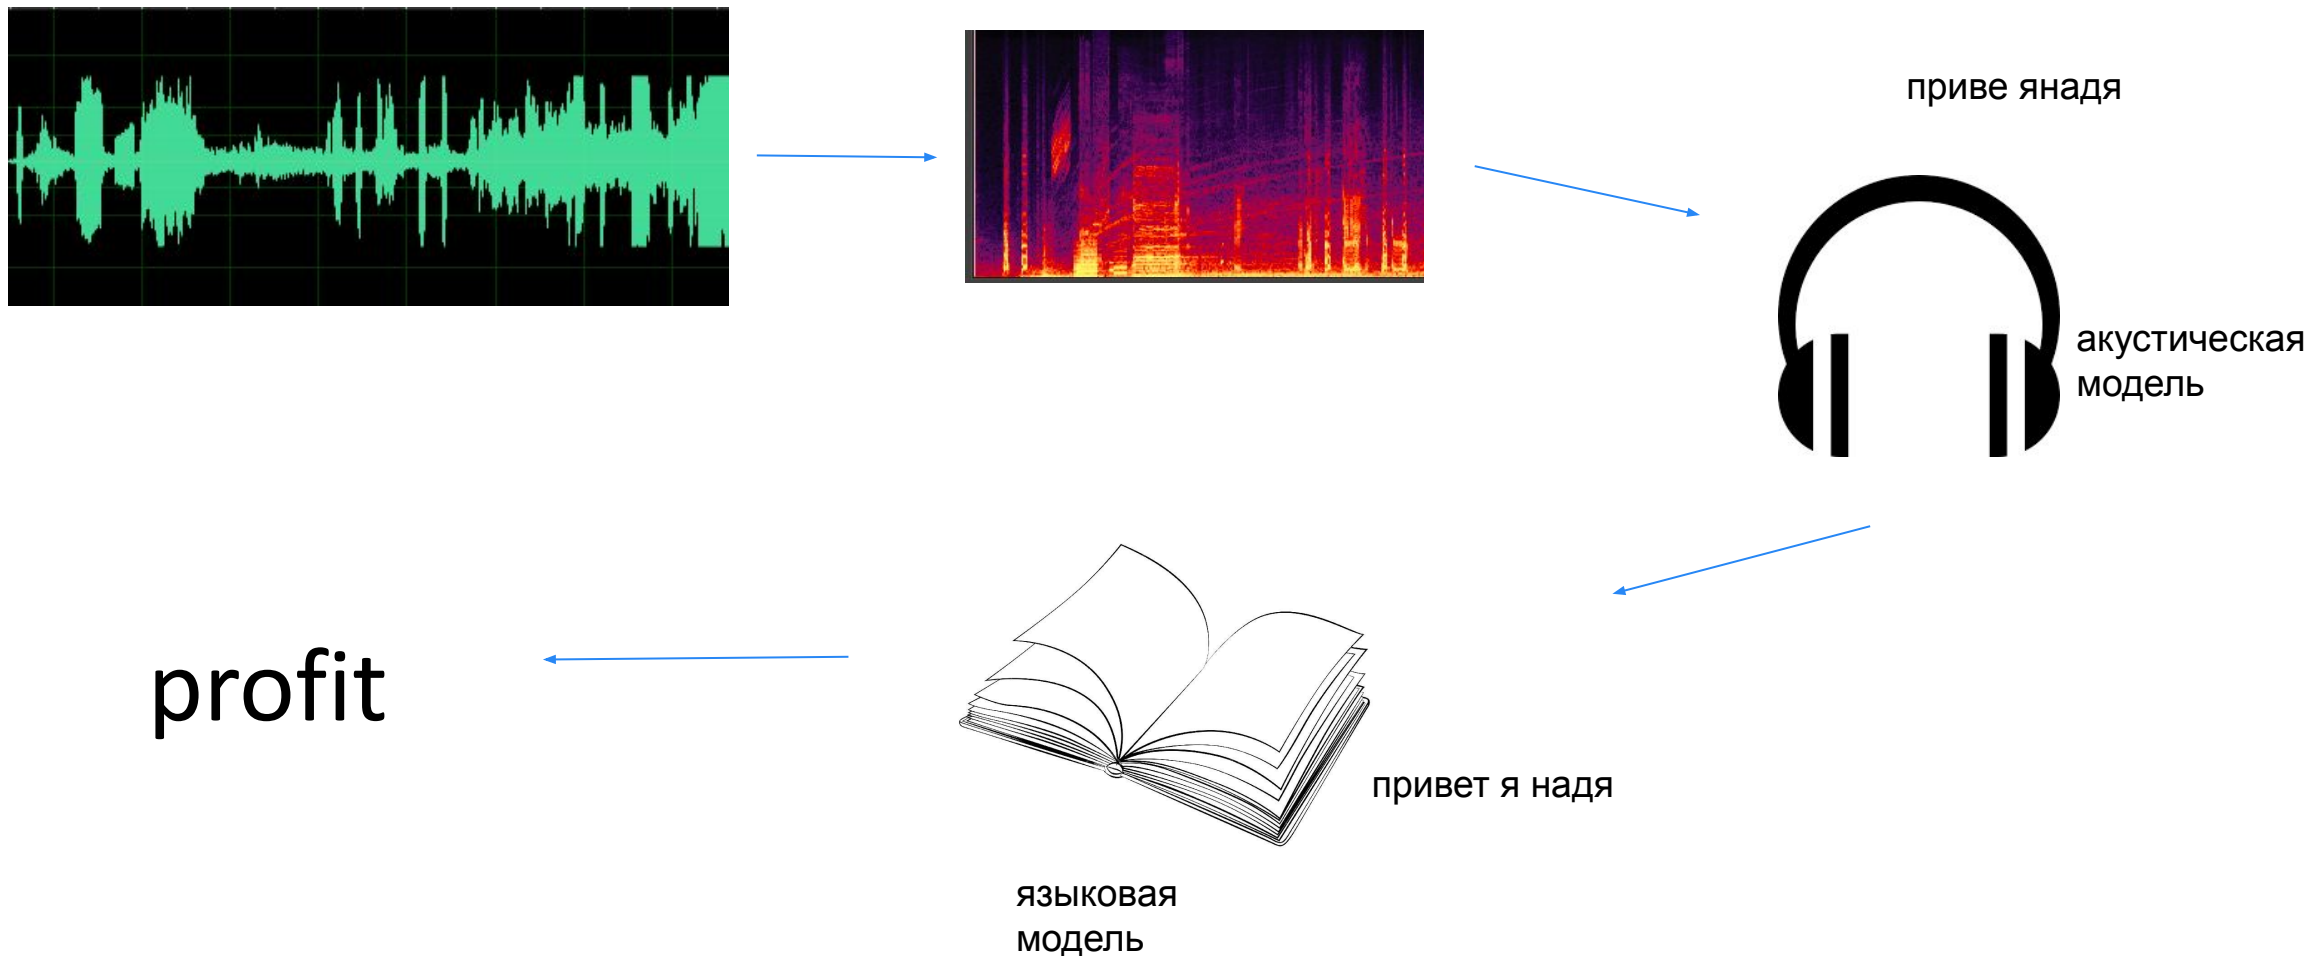 приве янадя
акустическая
модель
profit
привет я надя
языковая
модель